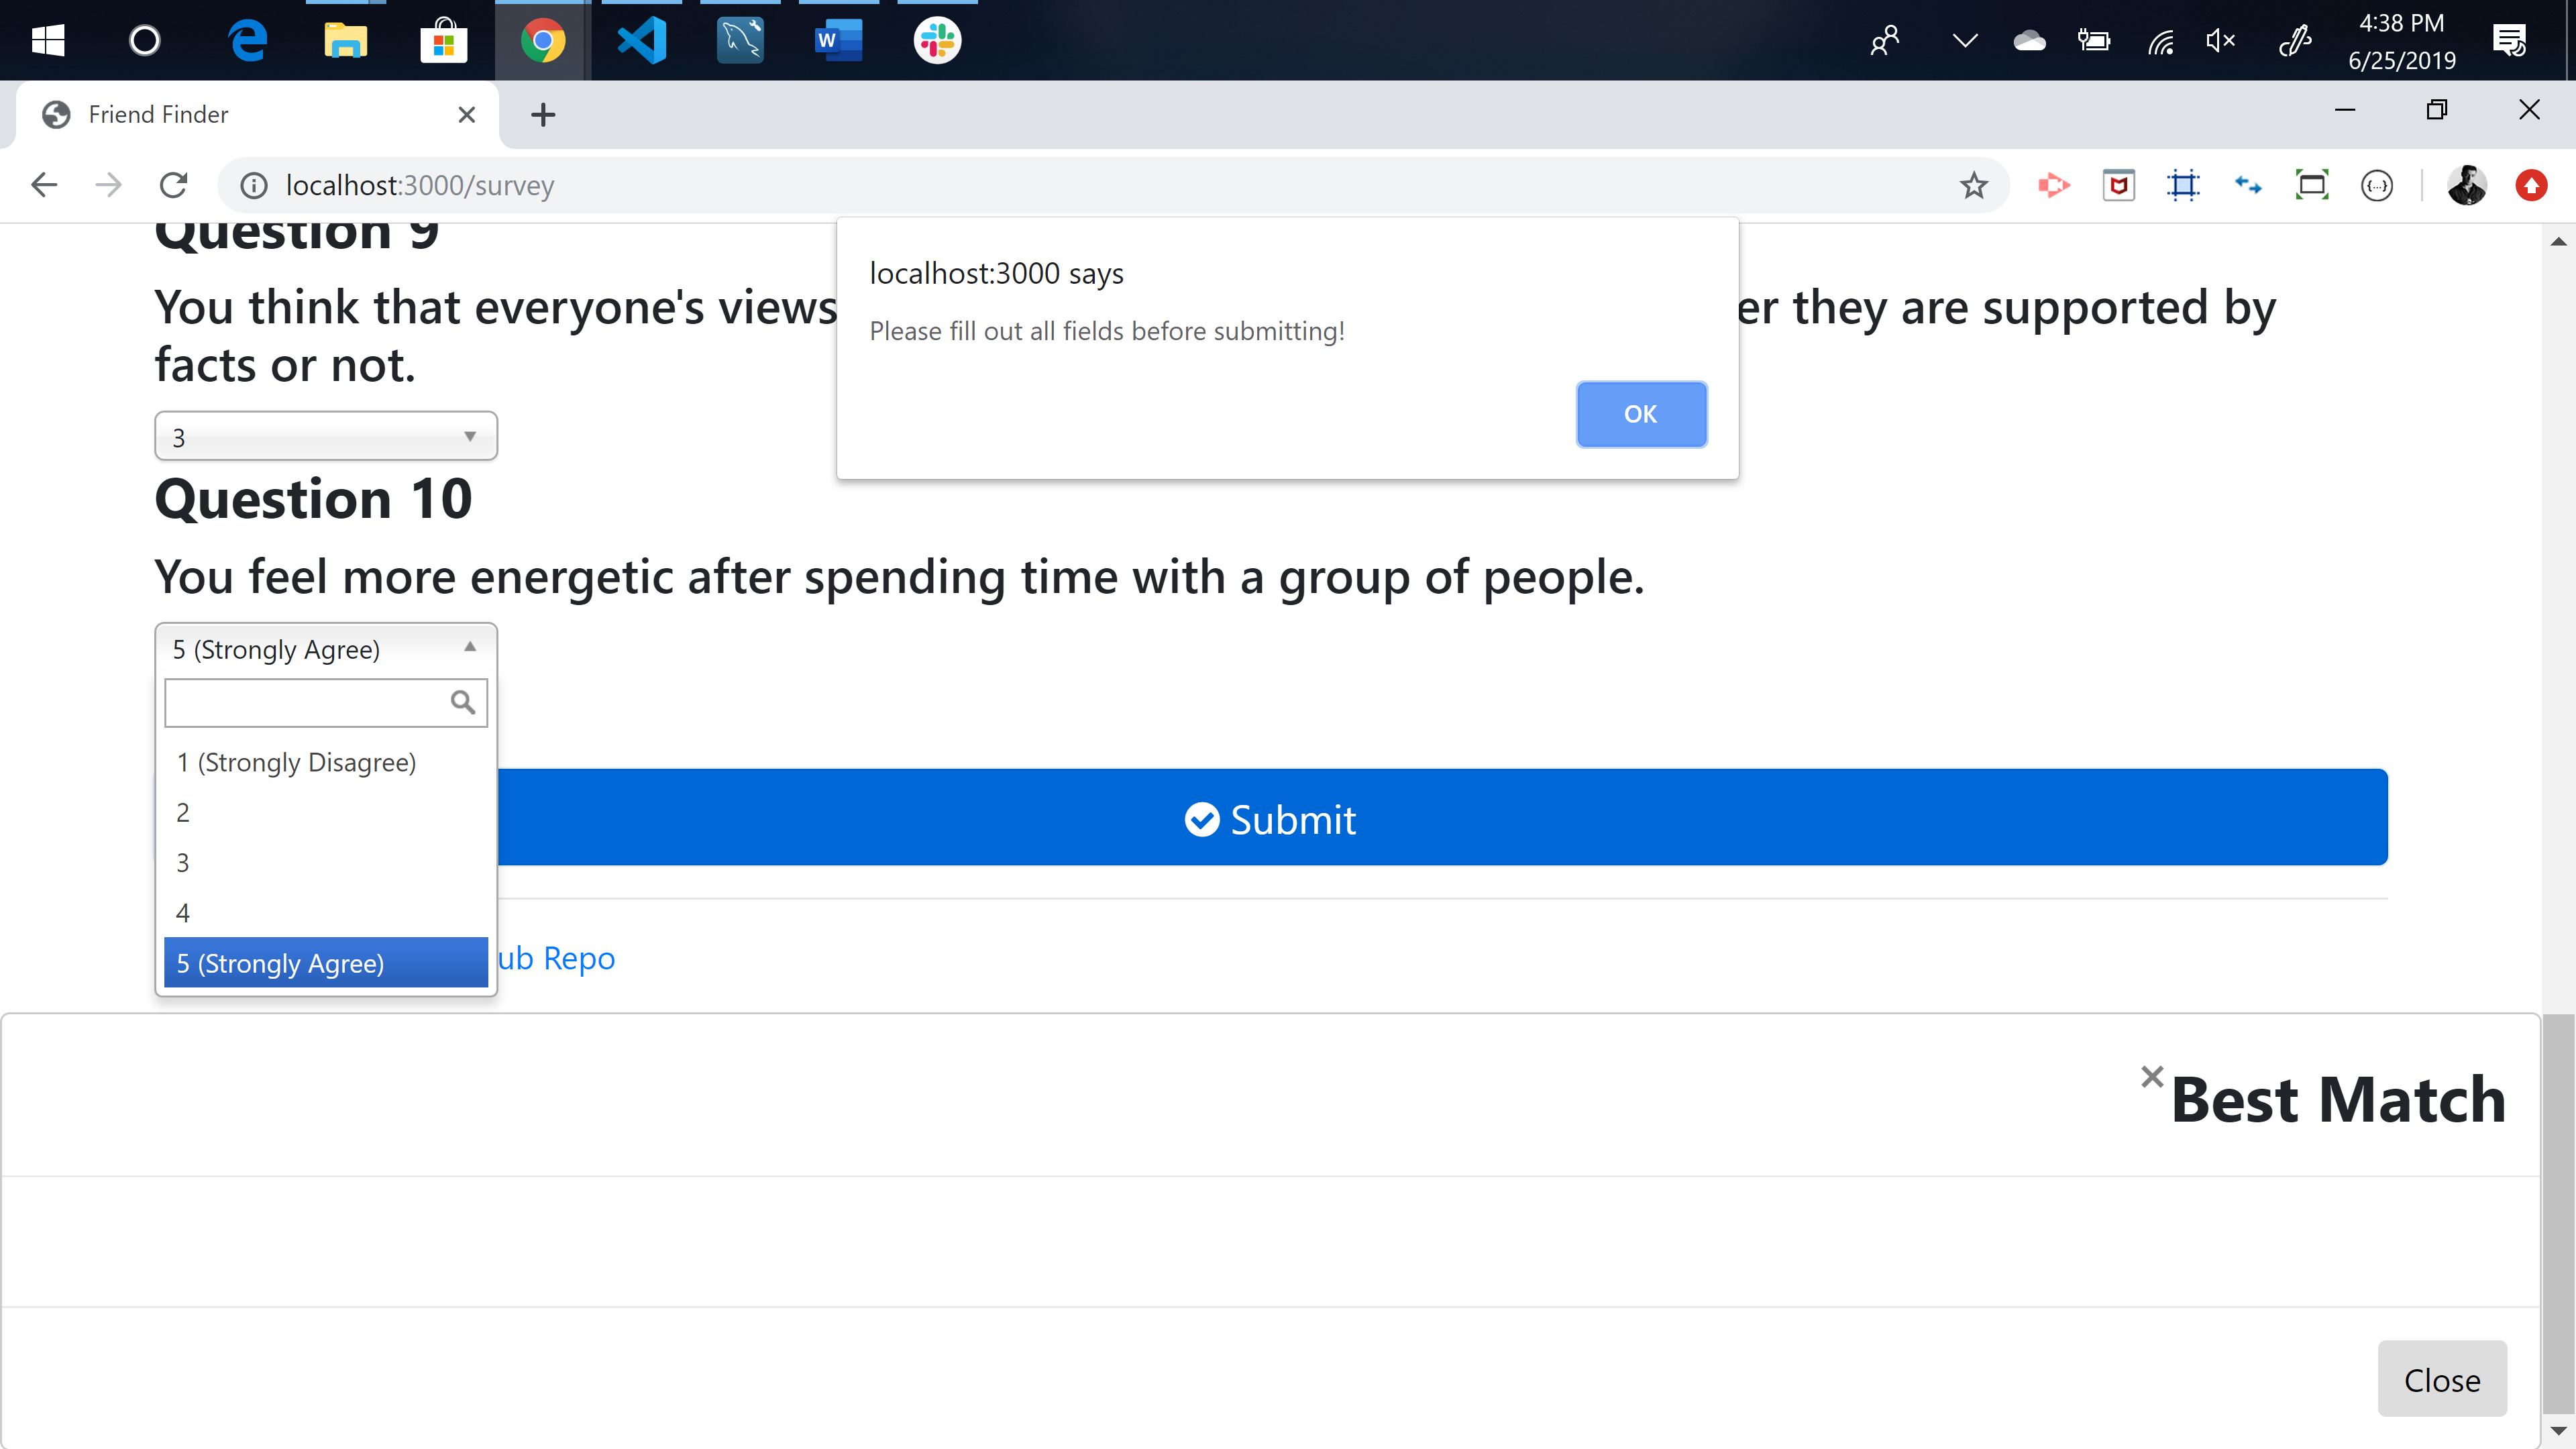 4:38 PM
6/25/2019
Friend Finder
localhost:3000/survey
Question 9
You think that everyone's views
er they are supported by
facts or not.
localhost:3000 says
Please fill out all fields before submitting!
OK
3
Question 10
You feel more energetic after spending time with a group of people.
5 (Strongly Agree)
1 (Strongly Disagree)
2
3
4
5 (Strongly Agree)
Submit
ub Repo
×Best Match
Close